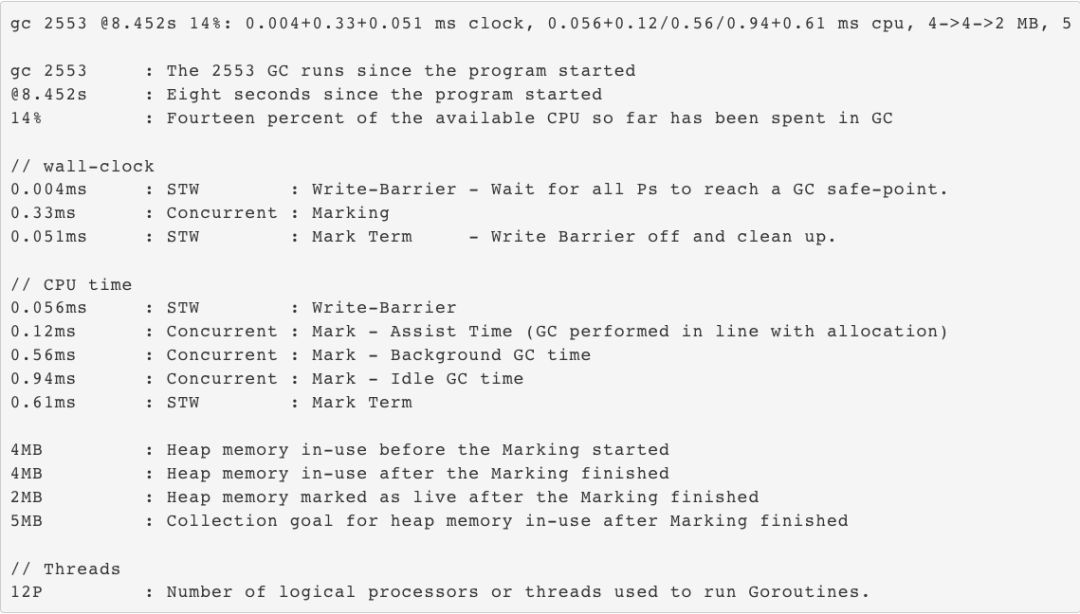 gc 2553 @8.452s 14%: 0.004+0.33+0.051 ms clock, 0.056+0.12/0.56/0.94+0.61 ms cpu, 4->4->2 MB, 5
gc 2553 : The 2553 GC runs since the program started
@8.452s : Eight seconds since the program started
14% : Fourteen percent of the available CPU so far has been spent in GC
// wall-clock
0.004ms : STW : Write-Barrier - Wait for all Ps to reach a GC safe-point.
0.33ms : Concurrent : Marking
0.051ms : STW : Mark Term - Write Barrier off and clean up.
// CPU time
0.056ms : STW : Write-Barrier
0.12ms : Concurrent : Mark - Assist Time (GC performed in line with allocation)
0.56ms : Concurrent : Mark - Background GC time
0.94ms : Concurrent : Mark - Idle GC time
0.61ms : STW : Mark Term
4MB : Heap memory in-use before the Marking started
4MB : Heap memory in-use after the Marking finished
2MB : Heap memory marked as live after the Marking finished
5MB : Collection goal for heap memory in-use after Marking finished
// Threads
12P : Number of logical processors or threads used to run Goroutines.